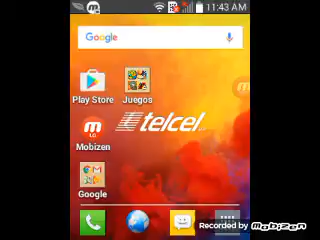 11:43 AM
Google
Play Store
Juegos
LG
Mobizen
telcel
Google
Recorded by
Mobizen